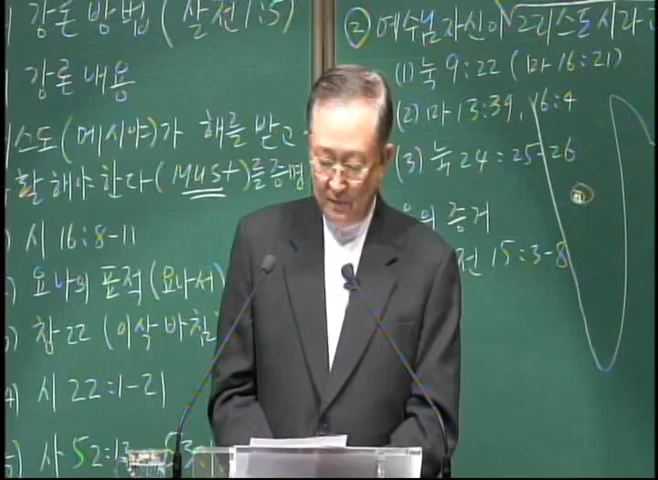 강론 방법 (살전1:5)
강론 내용
스도(메시야)가 해를 받고
활해야 한다(Must)를 증명
시 16:8-11
요나의 표적(요나서
창22 (이삭 바침
4) 시 22:1-21
사 52:13 53
② 예수님 자신이 그리스도시라
(1) 눅 9:22 (마 16:21)
(2) 마 13:39, 16:4
(3) 눅 24:25-26
의 증거
전 15:3-8